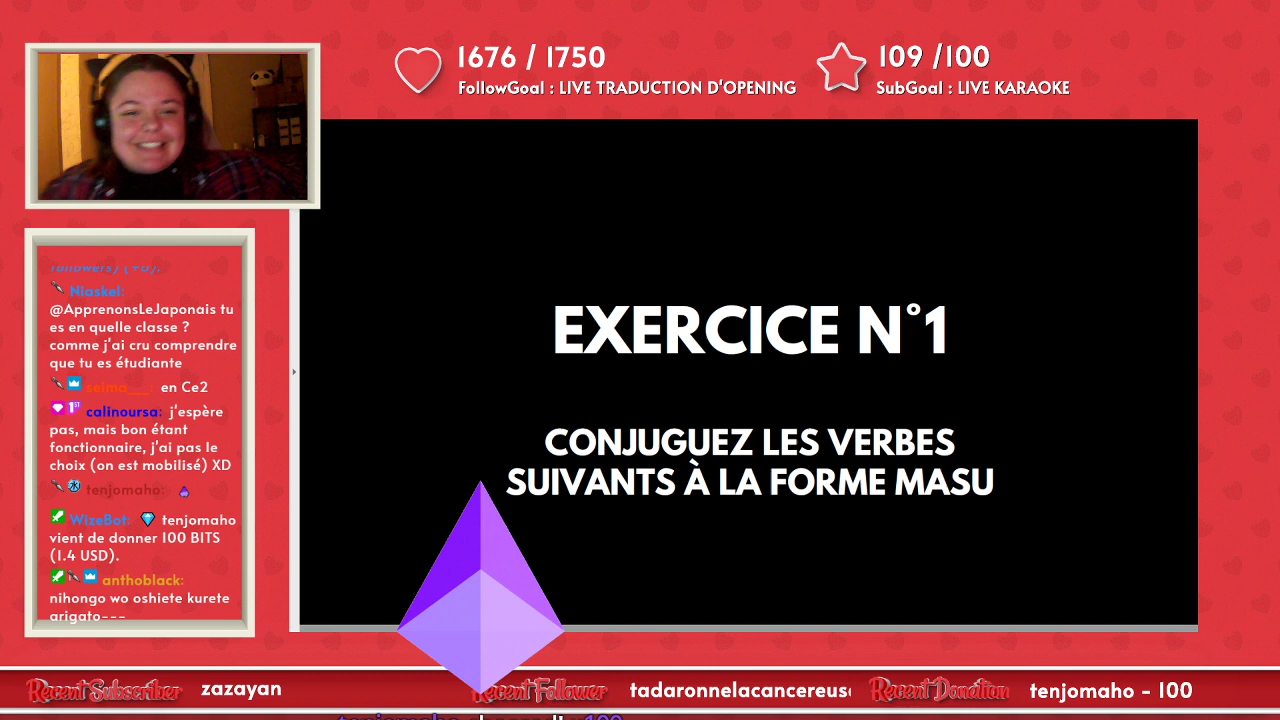 1676 / 1750
FollowGoal : LIVE TRADUCTION D'OPENING
109 /100
SubGoal : LIVE KARAOKE
EXERCICE N°1
CONJUGUEZ LES VERBES
SUIVANTS À LA FORME MASU
Niaskel:
@ApprenonsLeJaponais tu
es en quelle classe ?
comme j'ai cru comprendre
que tu es étudiante
seima___: en Ce2
calinoursa: j'espère
pas, mais bon étant
fonctionnaire, j'ai pas le
choix (on est mobilisé) XD
tenjomaho:
WizeBot: tenjomaho
vient de donner 100 BITS
(1.4 USD).
anthoblack:
nihongo wo oshiete kurete
arigato---
Recent Subscriber zazayan
Recent Follower tadaronnelacancereus
Recent Donation tenjomaho - 100